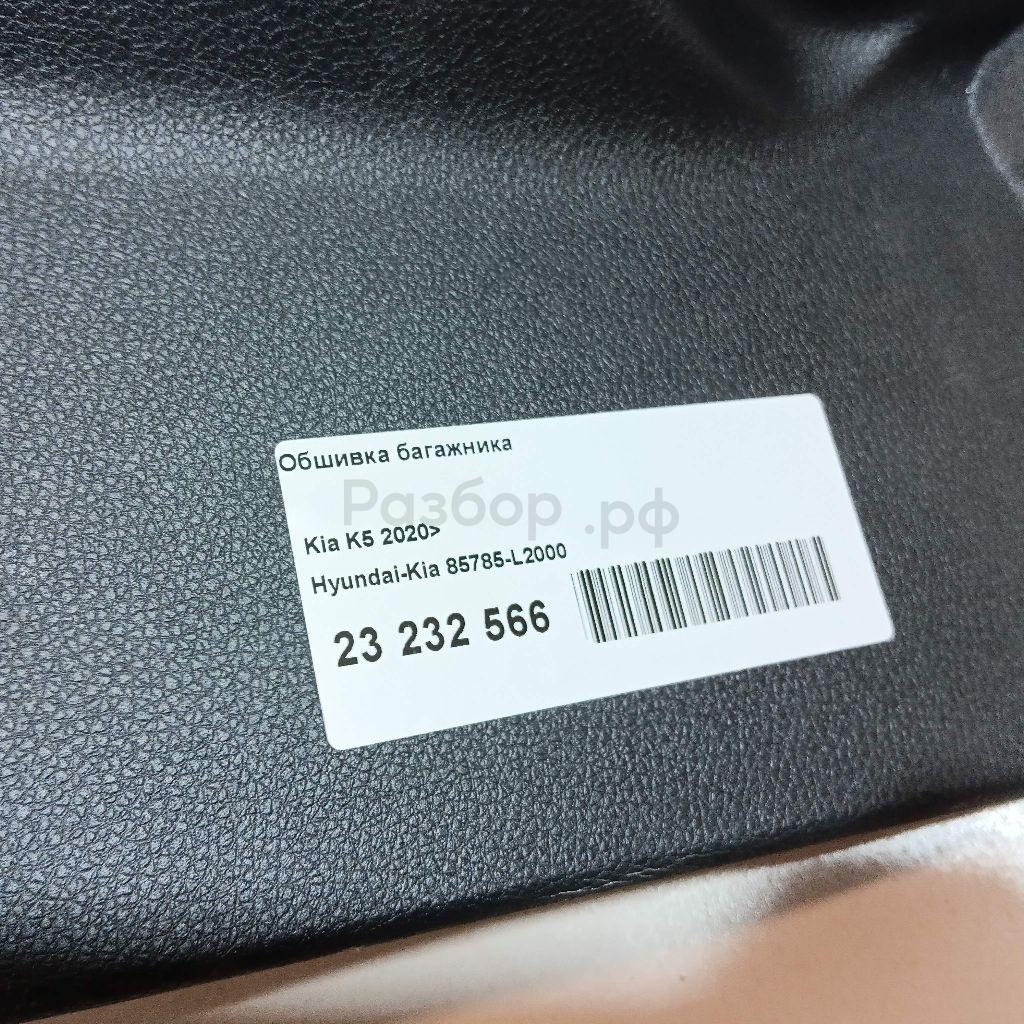 Обшивка багажника
Разбор.рф
Kia K5 2020>
Hyundai-Kia 85785-L2000
23 232 566